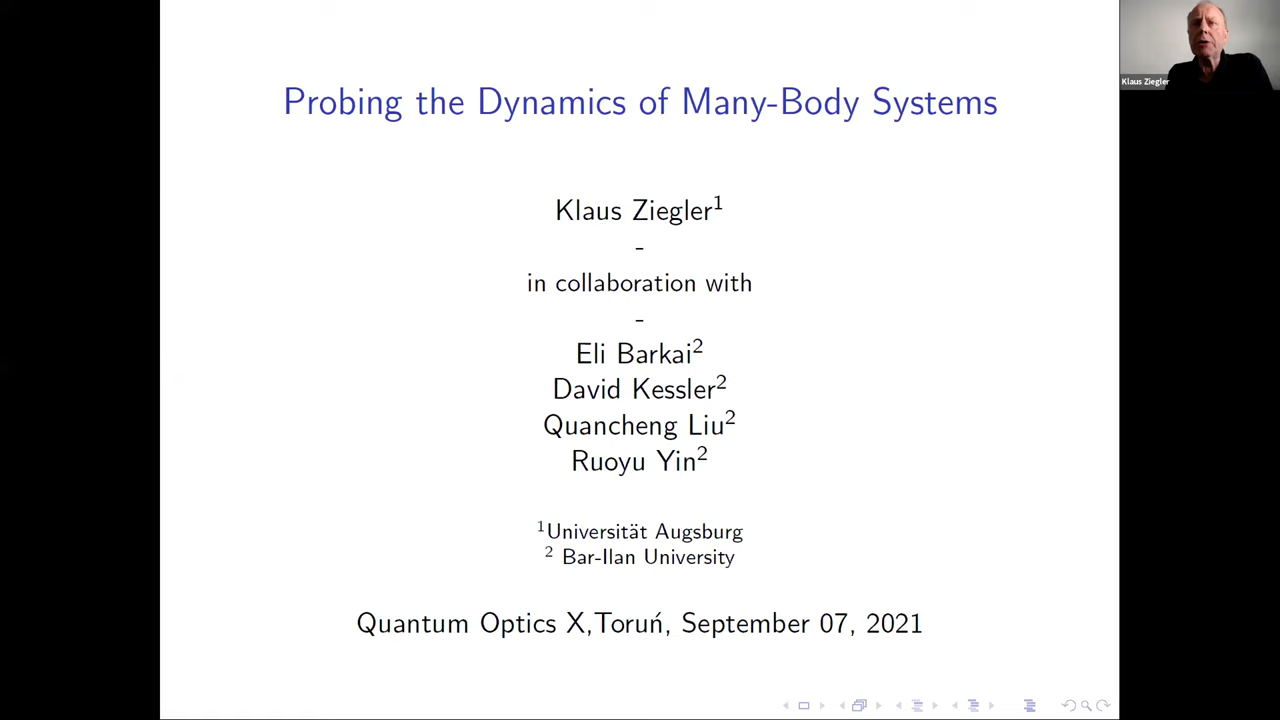 Probing the Dynamics of Many-Body Systems
Klaus Ziegler¹
-
in collaboration with
-
Eli Barkai²
David Kessler²
Quancheng Liu²
Ruoyu Yin²
¹Universität Augsburg
² Bar-Ilan University
Quantum Optics X,Toruń, September 07, 2021
Klaus Ziegler